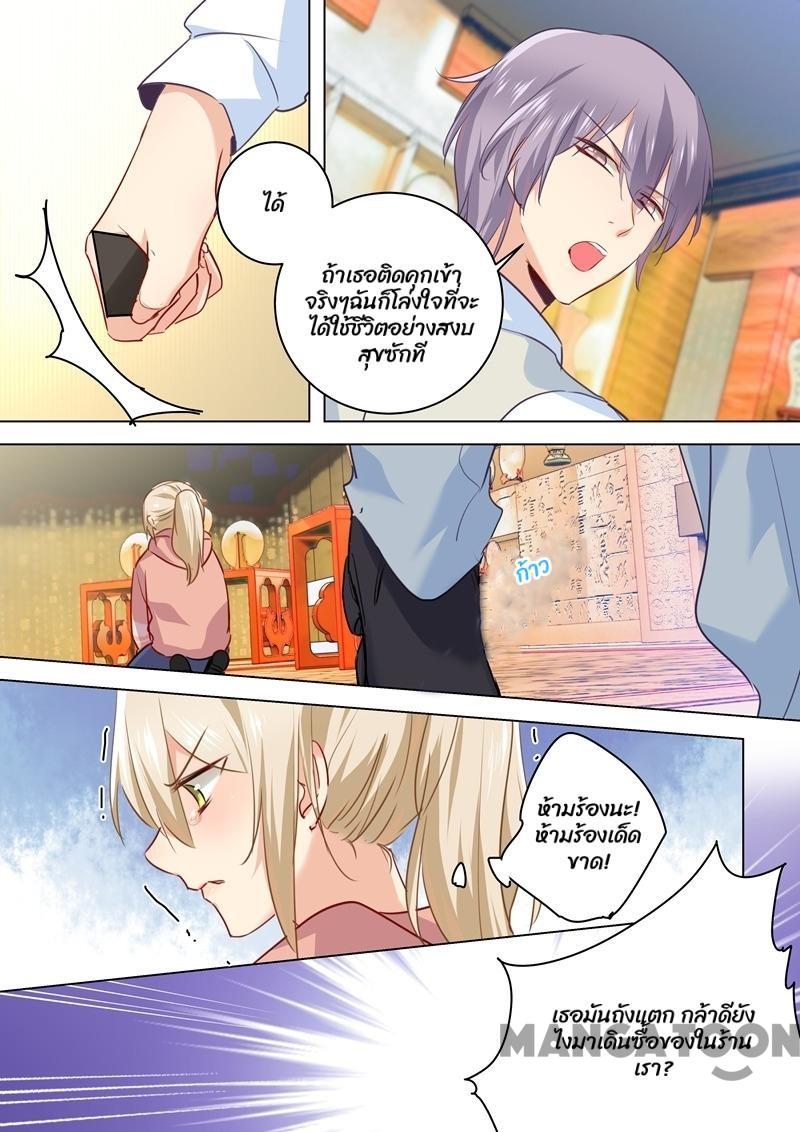 ได้
ถ้าเธอติดคุกเข้า
จริงๆฉันก็โล่งใจที่จะ
ได้ใช้ชีวิตอย่างสงบ
สุขซักที
ก้าว
ห้ามร้องนะ!
ห้ามร้องเด็ด
ขาด!
เธอมันถังแตก กล้าดียัง
ไงมาเดินซื้อของในร้าน
เรา?
MANGATOON